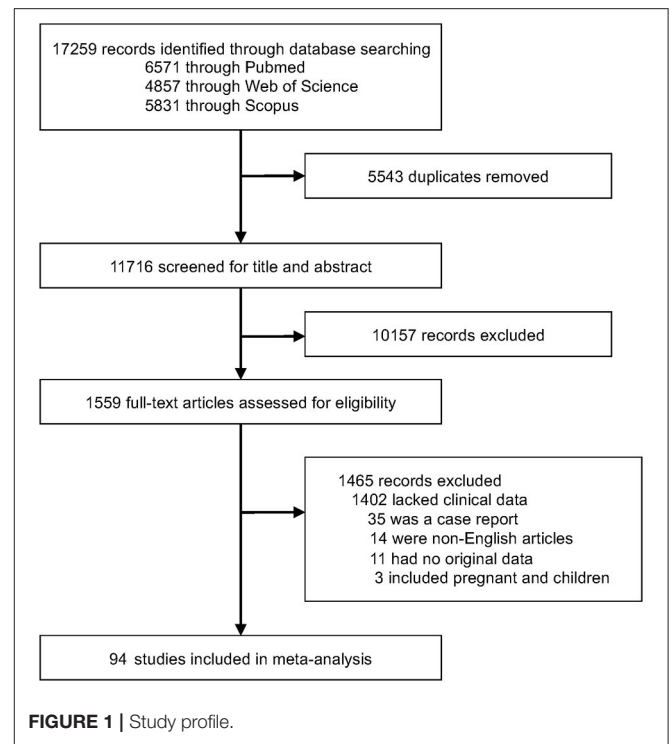 17259 records identified through database searching
6571 through Pubmed
4857 through Web of Science
5831 through Scopus
5543 duplicates removed
11716 screened for title and abstract
10157 records excluded
1559 full-text articles assessed for eligibility
1465 records excluded
1402 lacked clinical data
35 was a case report
14 were non-English articles
11 had no original data
3 included pregnant and children
94 studies included in meta-analysis
FIGURE 1 | Study profile.